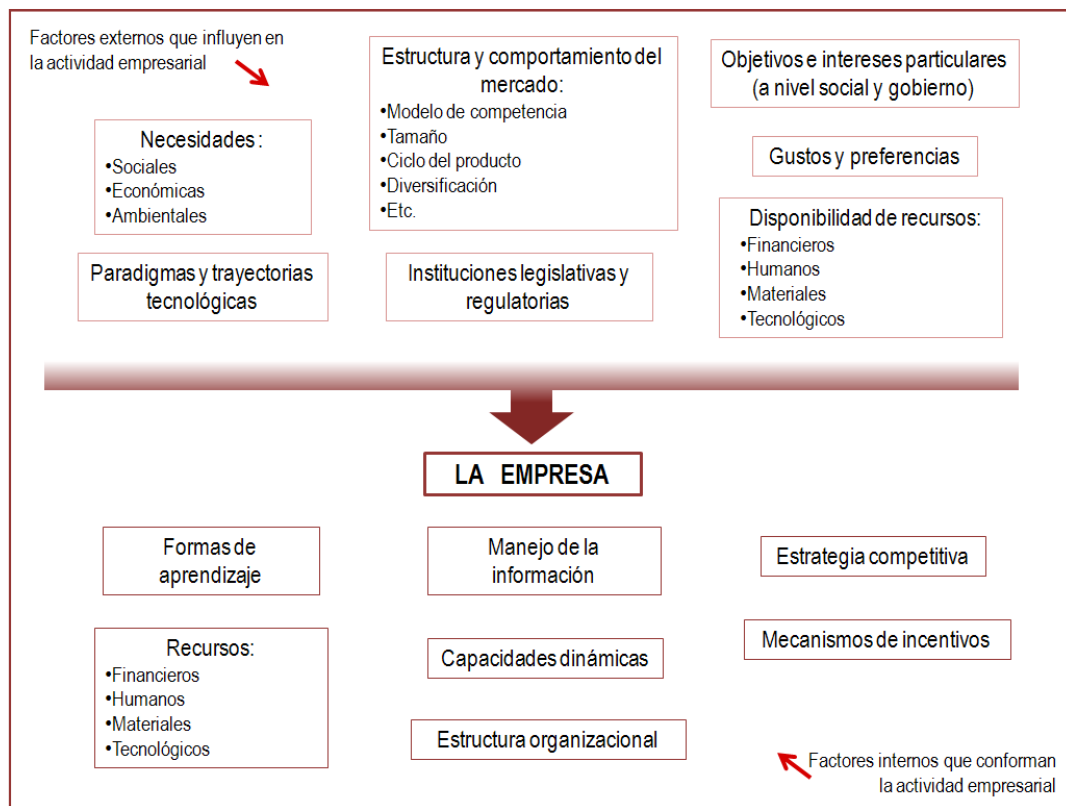 Factores externos que influyen en
la actividad empresarial
Necesidades :
•Sociales
•Económicas
•Ambientales
Paradigmas y trayectorias
tecnológicas
Estructura y comportamiento del
mercado:
•Modelo de competencia
•Tamaño
•Ciclo del producto
•Diversificación
•Etc.
Instituciones legislativas y
regulatorias
Objetivos e intereses particulares
(a nivel social y gobierno)
Gustos y preferencias
Disponibilidad de recursos:
•Financieros
•Humanos
•Materiales
•Tecnológicos
LA EMPRESA
Formas de
aprendizaje
Recursos:
•Financieros
•Humanos
•Materiales
•Tecnológicos
Manejo de la
información
Capacidades dinámicas
Estructura organizacional
Estrategia competitiva
Mecanismos de incentivos
Factores internos que conforman
la actividad empresarial